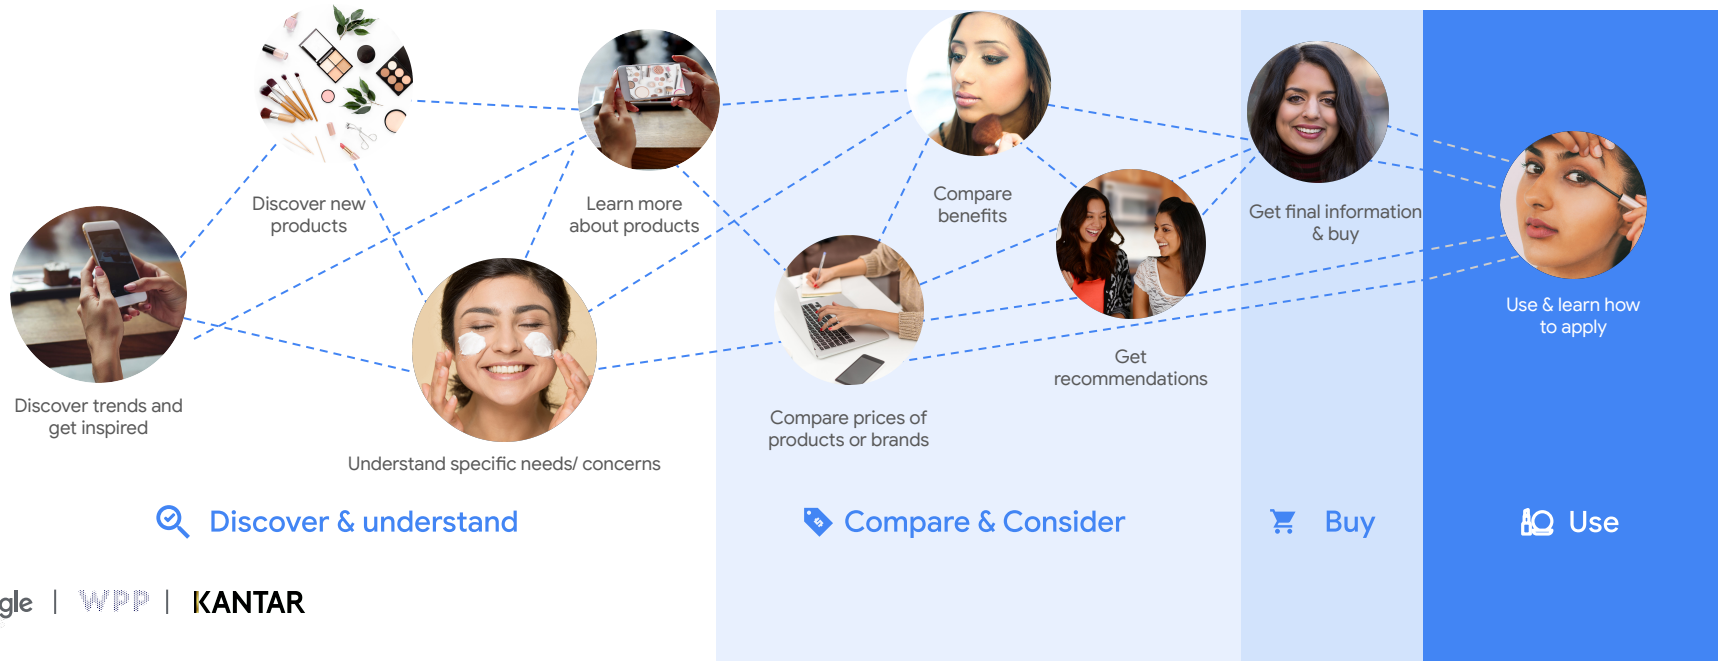 Discover new
products
Learn more
about products
Compare
benefits
Get final information
& buy
Discover trends and
get inspired
Understand specific needs/ concerns
Compare prices of
products or brands
Get
recommendations
Use & learn how
to apply
Discover & understand
Compare & Consider
Buy
Use
gle | WPP | KANTAR